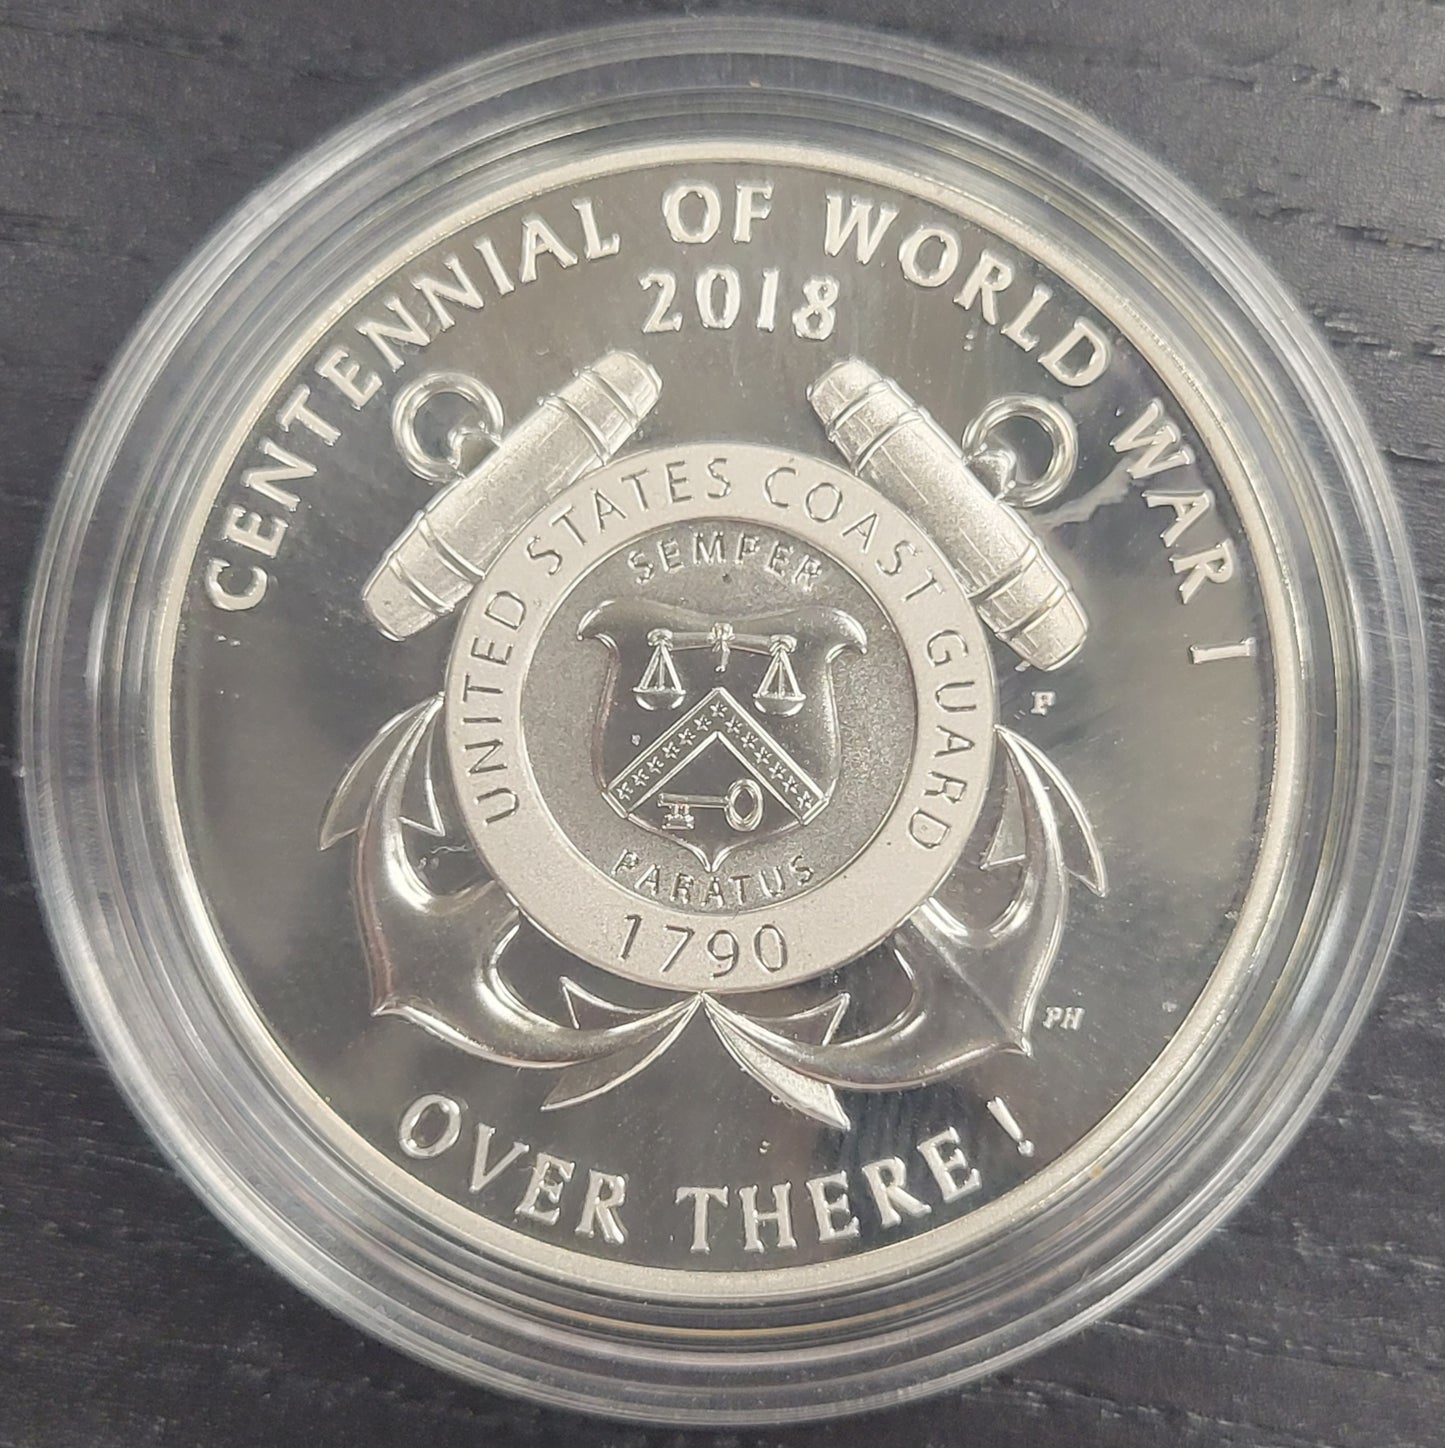 CENTENNIAL OF WORLD WAR I
2018
UNITED STATES COAST GUARD
SEMPER
PARATUS
1790
P
PH
OVER THERE!